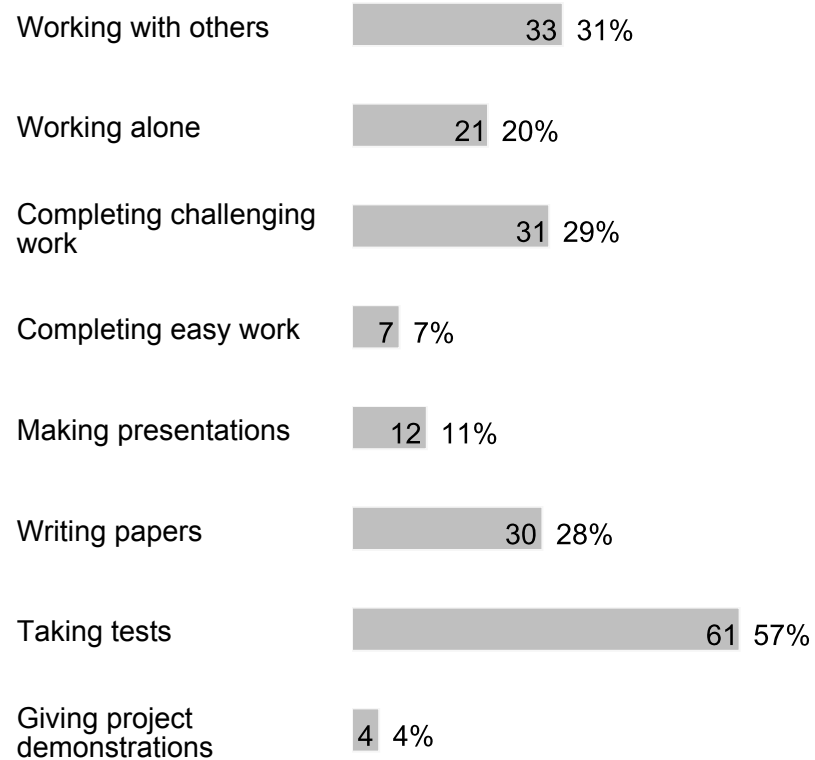 Working with others 33 31%
Working alone 21 20%
Completing challenging
work 31 29%
Completing easy work 7 7%
Making presentations 12 11%
Writing papers 30 28%
Taking tests 61 57%
Giving project
demonstrations 4 4%